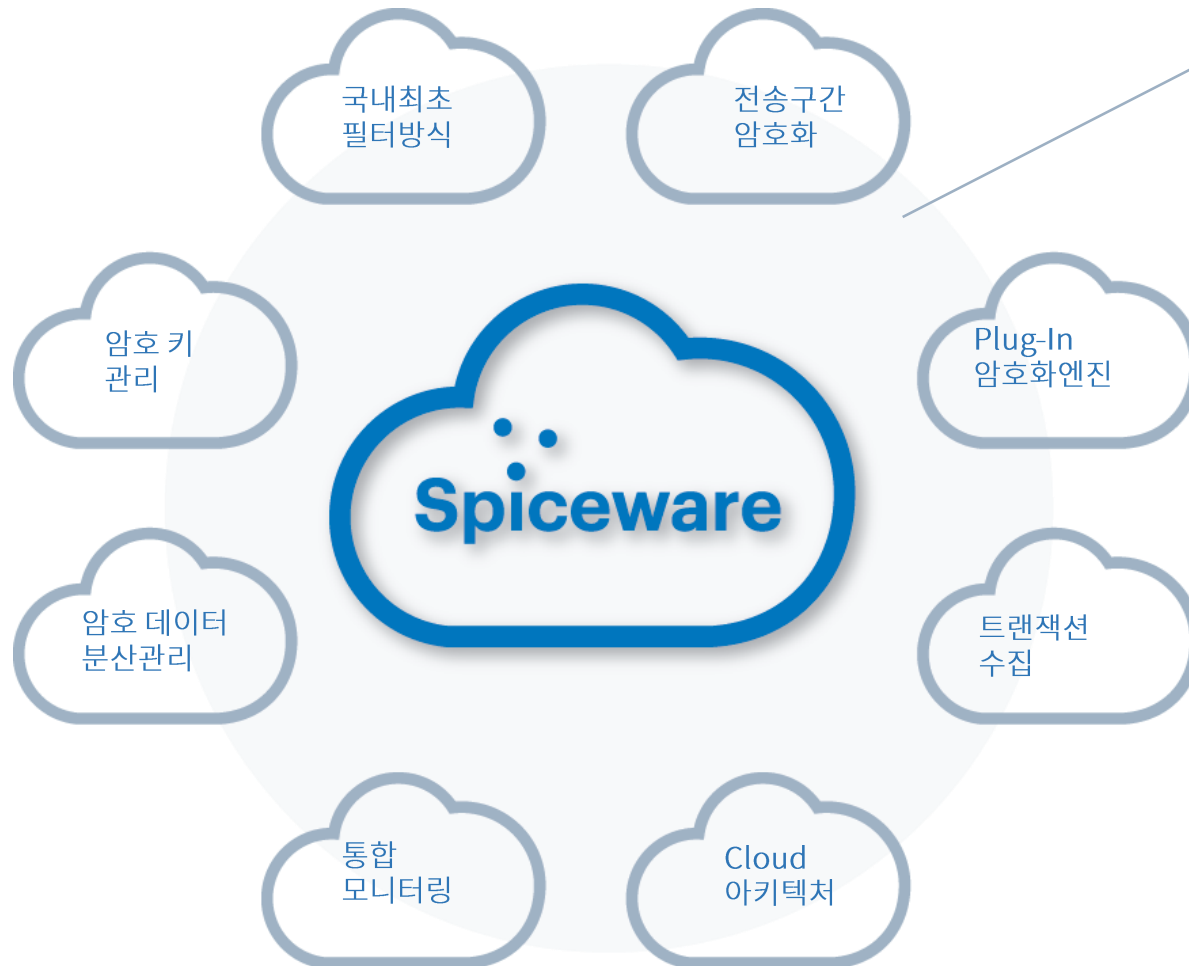 국내최초
필터방식
전송구간
암호화
암호 키
관리
Plug-In
암호화엔진
Spiceware
암호 데이터
분산관리
트랜잭션
수집
통합
모니터링
Cloud
아키텍처